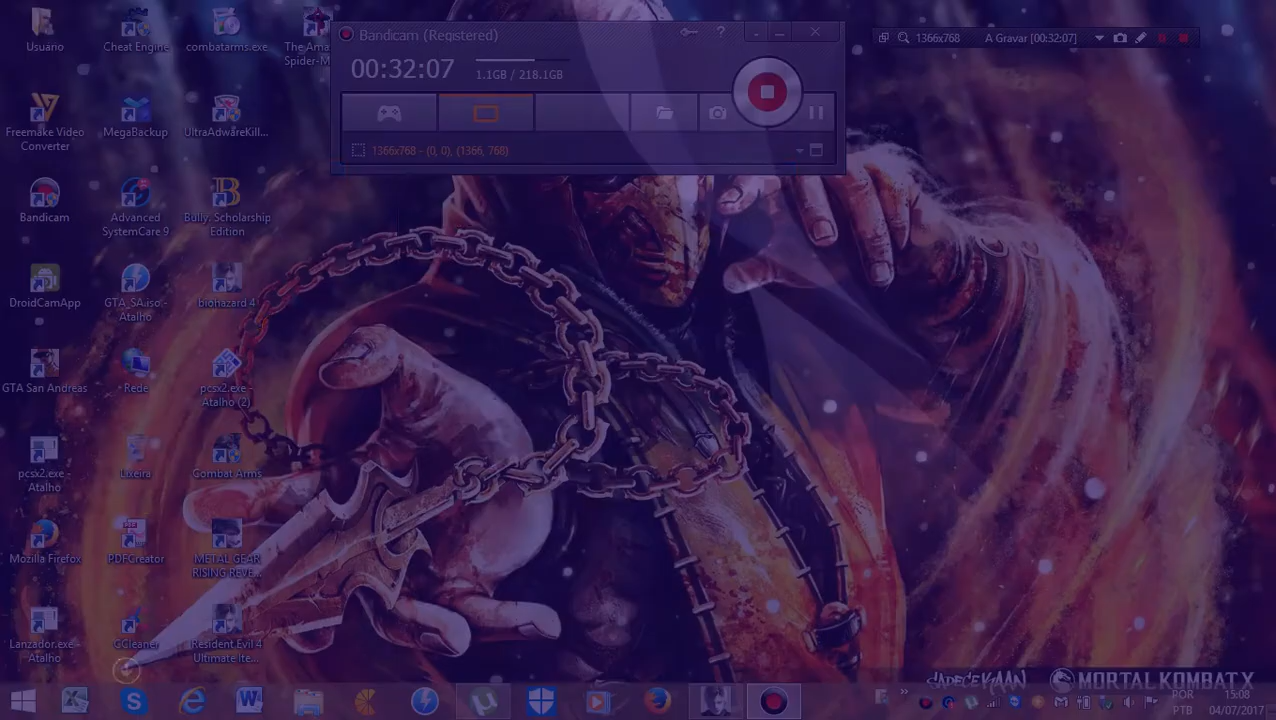 Bandicam (Registered)
?
00:32:07
1.1GB / 218.1GB
1366x768 - (0, 0), (1366, 768)
1366x768
A Gravar [00:32:07]
Usuario
Cheat Engine
combatarms.exe
The Ama
Spider-M
Freemake Video
Converter
MegaBackup
UltraAdwareKill...
Bandicam
Advanced
SystemCare 9
Bully. Scholarship
Edition
DroidCamApp
GTA_SA.iso -
Atalho
biohazard 4
GTA San Andreas
Rede
pcsx2.exe -
Atalho (2)
pcsx2.exe -
Atalho
Lixeira
Combat Arms
Mozilla Firefox
PDFCreator
METAL GEAR
RISING REVE...
Lanzador.exe -
Atalho
CCleaner
Resident Evil 4
Ultimate Ite...
JADECEVAAN
MORTAL KOMBAT X
POR
PTB
15:08
04/07/2017